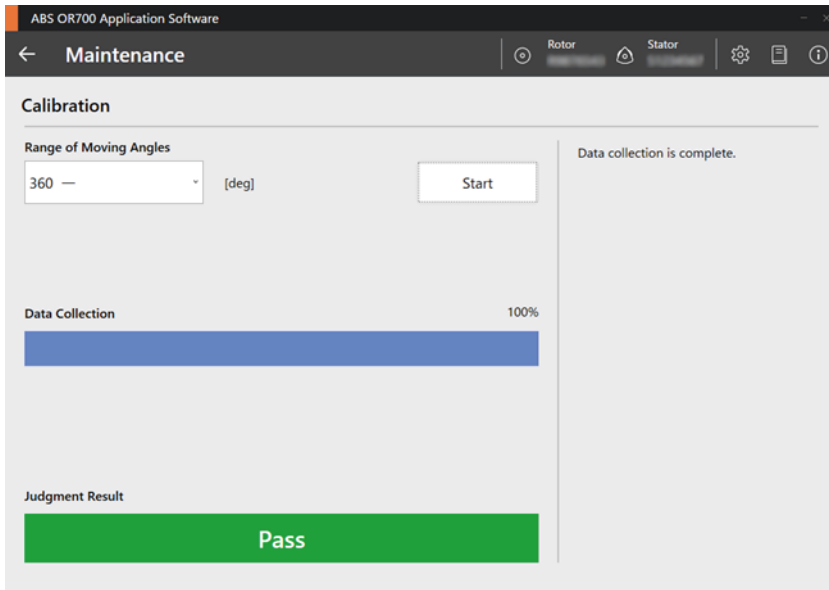 ABS OR700 Application Software
Maintenance
Rotor
Stator
Calibration
Range of Moving Angles
360 —
[deg]
Start
Data collection is complete.
Data Collection
100%
Judgment Result
Pass